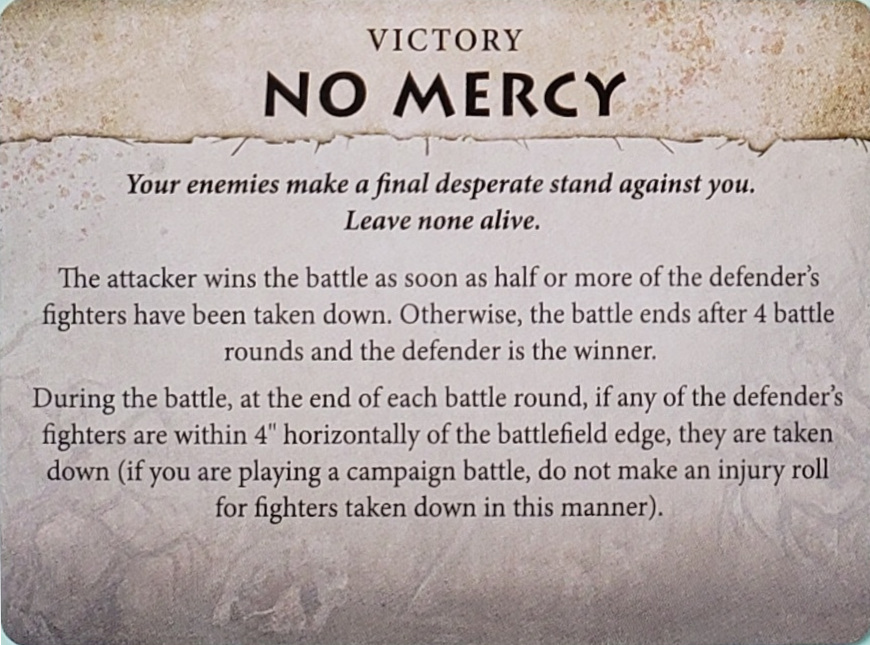 VICTORY
NO MERCY
Your enemies make a final desperate stand against you.
Leave none alive.
The attacker wins the battle as soon as half or more of the defender’s
fighters have been taken down. Otherwise, the battle ends after 4 battle
rounds and the defender is the winner.
During the battle, at the end of each battle round, if any of the defender’s
fighters are within 4" horizontally of the battlefield edge, they are taken
down (if you are playing a campaign battle, do not make an injury roll
for fighters taken down in this manner).